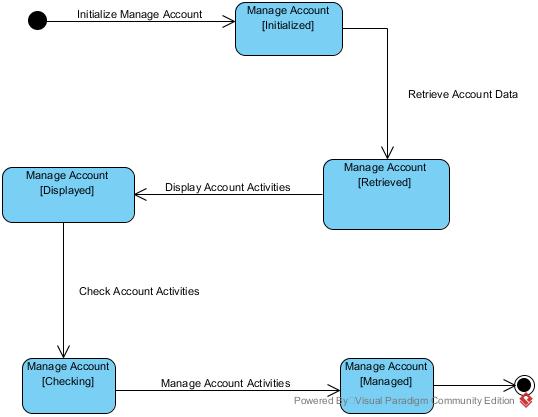 Initialize Manage Account
Manage Account
[Initialized]
Retrieve Account Data
Manage Account
[Retrieved]
Display Account Activities
Manage Account
[Displayed]
Check Account Activities
Manage Account
[Checking]
Manage Account Activities
Manage Account
[Managed]
Powered By Visual Paradigm Community Edition